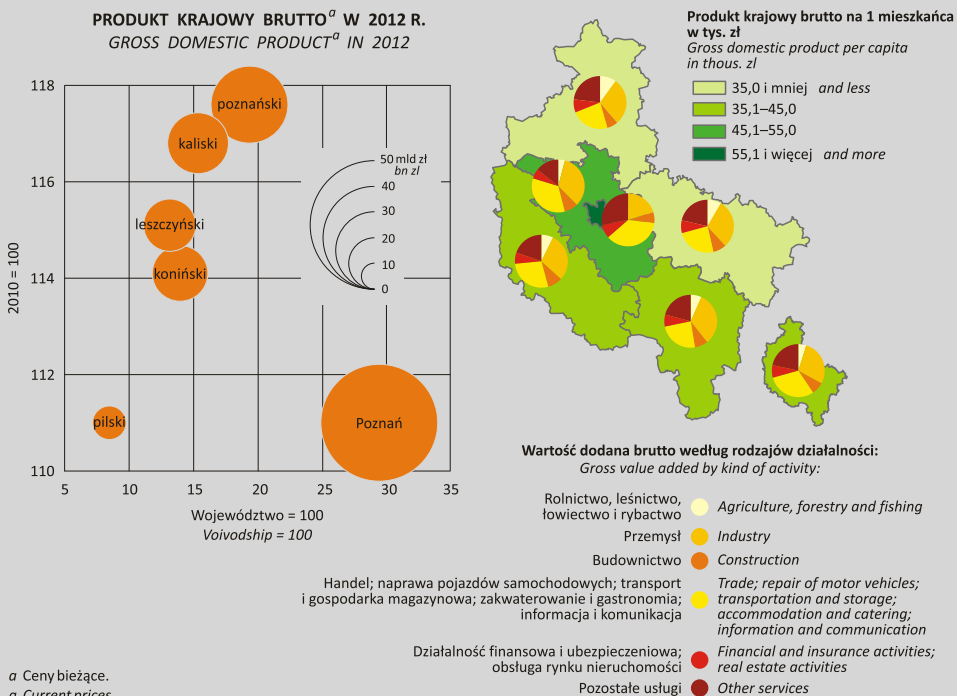 PRODUKT KRAJOWY BRUTTO a W 2012 R.
GROSS DOMESTIC PRODUCT a IN 2012
118
116
114
112
110
2010 = 100
5
10
15
20
25
30
35
Województwo = 100
Voivodship = 100
poznański
kaliski
leszczyński
koniński
pilski
Poznań
50 mld zł
bn zl
40
30
20
10
0
Produkt krajowy brutto na 1 mieszkańca
w tys. zł
Gross domestic product per capita
in thous. zl
35,0 i mniej and less
35,1–45,0
45,1–55,0
55,1 i więcej and more
Wartość dodana brutto według rodzajów działalności:
Gross value added by kind of activity:
Rolnictwo, leśnictwo,
łowiectwo i rybactwo
Agriculture, forestry and fishing
Przemysł
Industry
Budownictwo
Construction
Handel; naprawa pojazdów samochodowych; transport
i gospodarka magazynowa; zakwaterowanie i gastronomia;
informacja i komunikacja
Trade; repair of motor vehicles;
transportation and storage;
accommodation and catering;
information and communication
Działalność finansowa i ubezpieczeniowa;
obsługa rynku nieruchomości
Financial and insurance activities;
real estate activities
Pozostałe usługi
Other services
a Ceny bieżące.
a Current prices